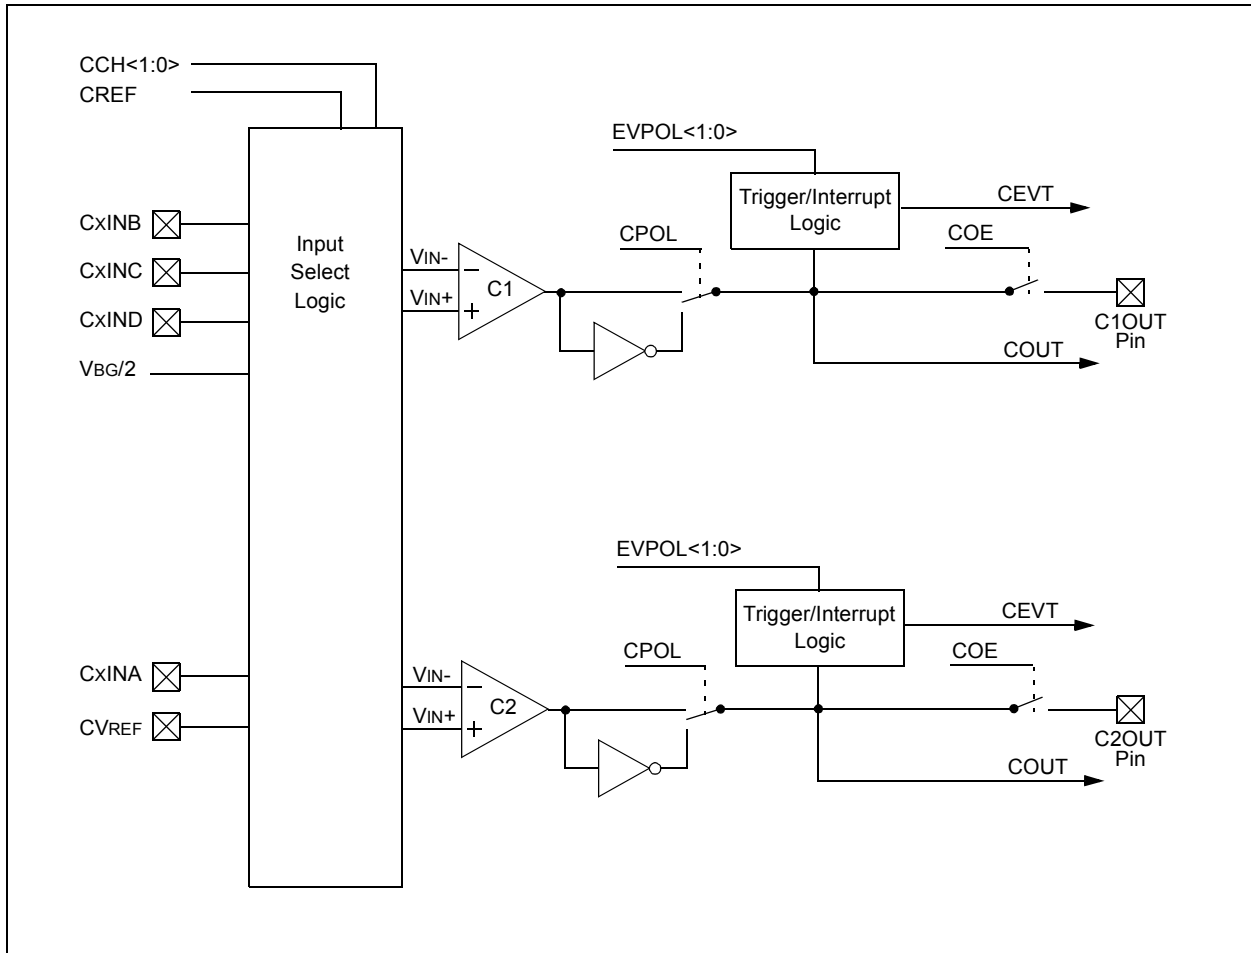 CCH<1:0>
CREF
EVPOL<1:0>
Trigger/Interrupt
Logic
CEVT
CXINB
Input
Select
Logic
CPOL
COE
CXINC
VIN-
C1
CXIND
VIN+
C1OUT
Pin
COUT
VBG/2
EVPOL<1:0>
Trigger/Interrupt
Logic
CEVT
CPOL
COE
CXINA
VIN-
C2
CVREF
VIN+
C2OUT
Pin
COUT